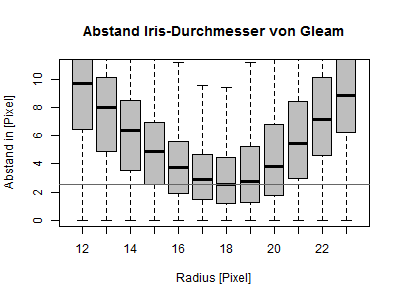 Abstand Iris-Durchmesser von Gleam
Abstand in [Pixel]
10
8
6
4
2
0
12 14 16 18 20 22
Radius [Pixel]